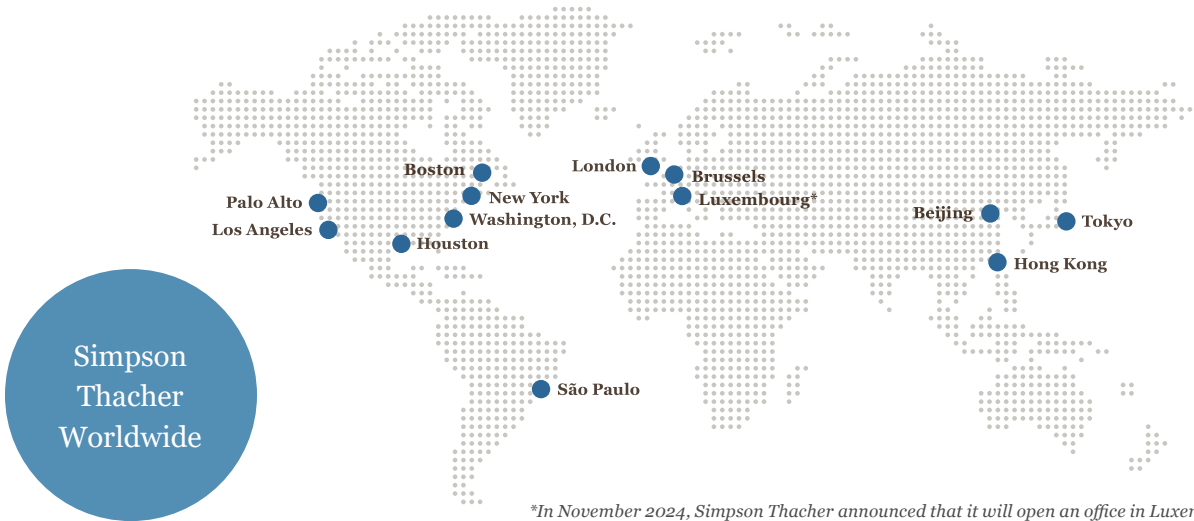 Boston
London
Brussels
Palo Alto
New York
Luxembourg*
Washington, D.C.
Beijing
Tokyo
Los Angeles
Houston
Hong Kong
Simpson
Thacher
Worldwide
São Paulo
*In November 2024, Simpson Thacher announced that it will open an office in